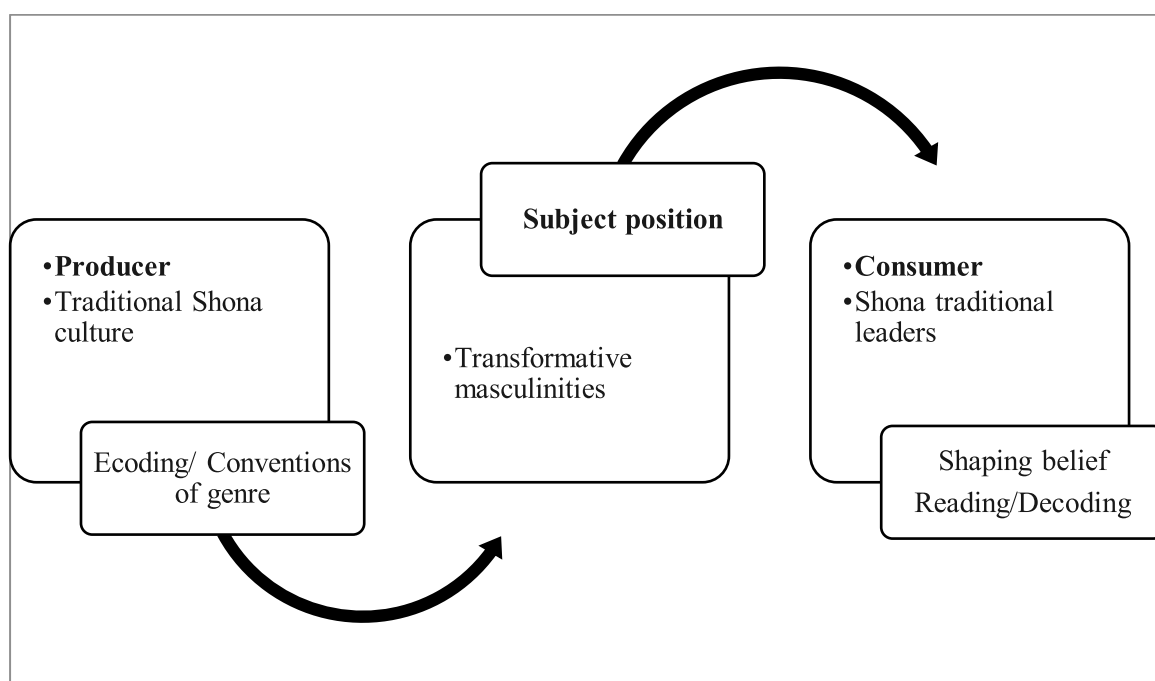 •Producer
•Traditional Shona
culture
Ecoding/ Conventions
of genre
Subject position
•Transformative
masculinities
•Consumer
•Shona traditional
leaders
Shaping belief
Reading/Decoding